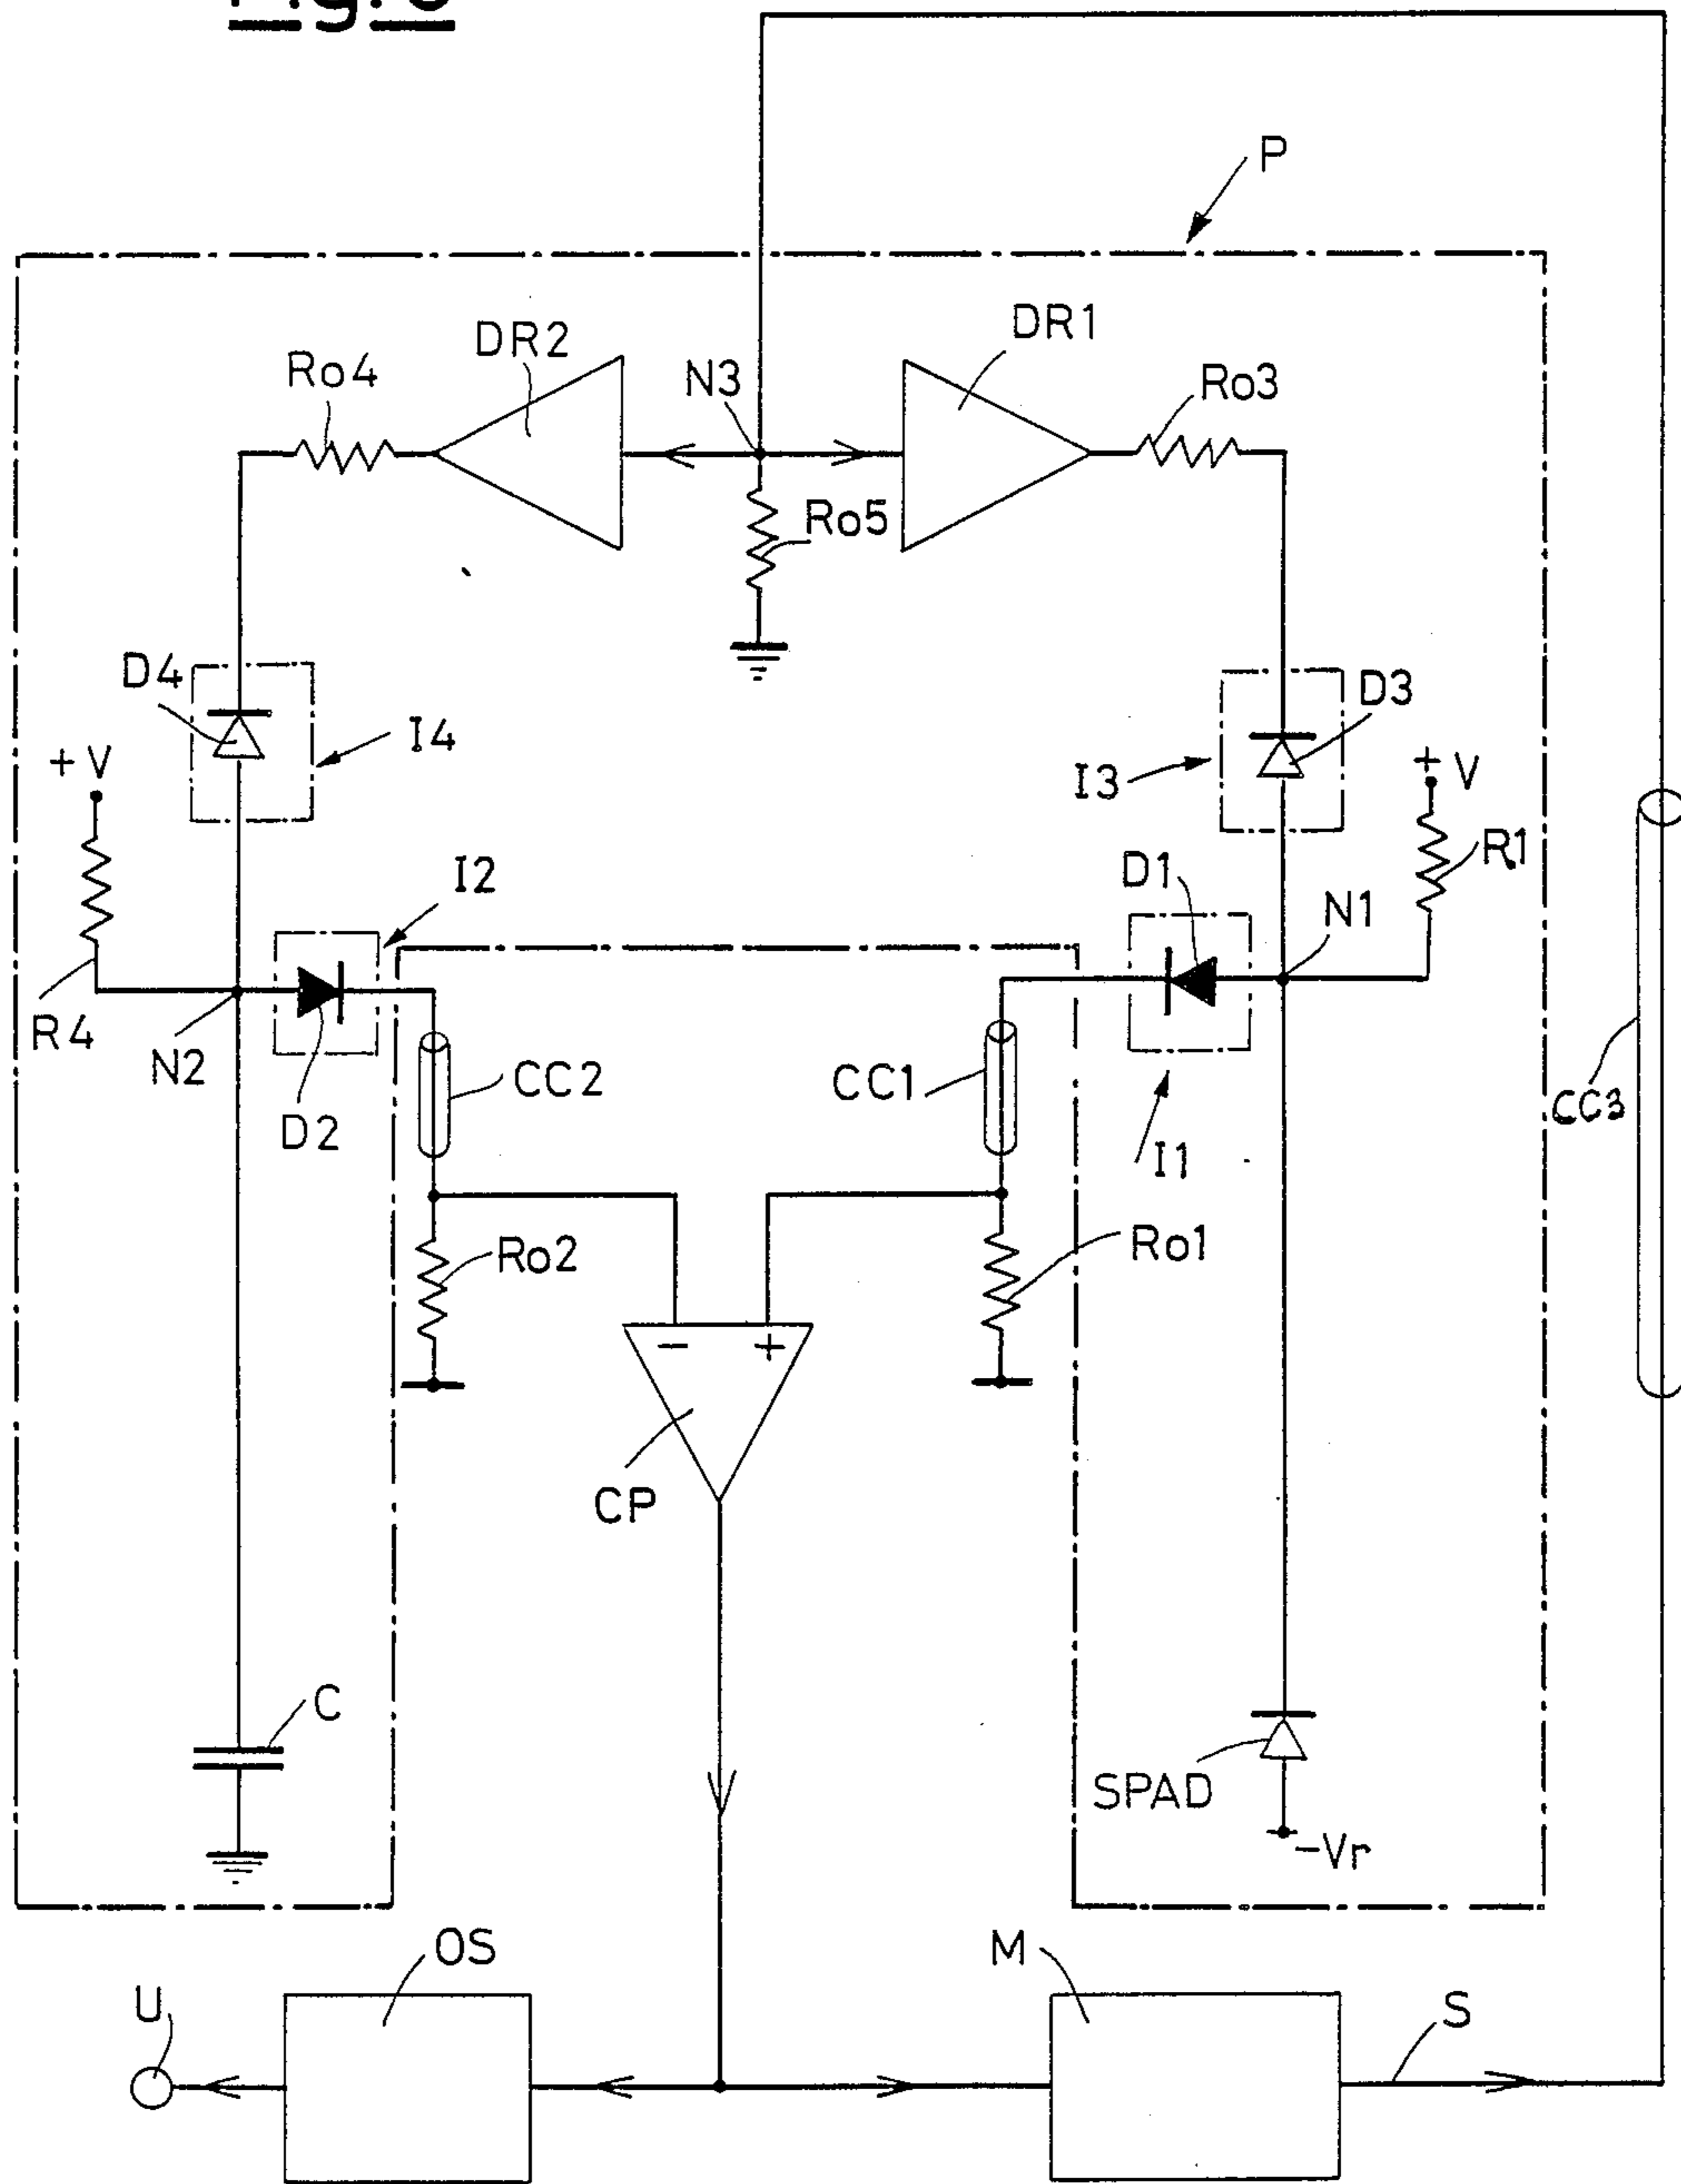 P
DR1
DR2
Ro4
N3
Ro3
Ro5
D4
D3
I4
+V
I3
+V
I2
D1
R1
N1
R4
N2
CC2
CC1
CC3
D2
I1
Ro2
Ro1
- +
CP
C
SPAD
-Vr
OS
M
U
S